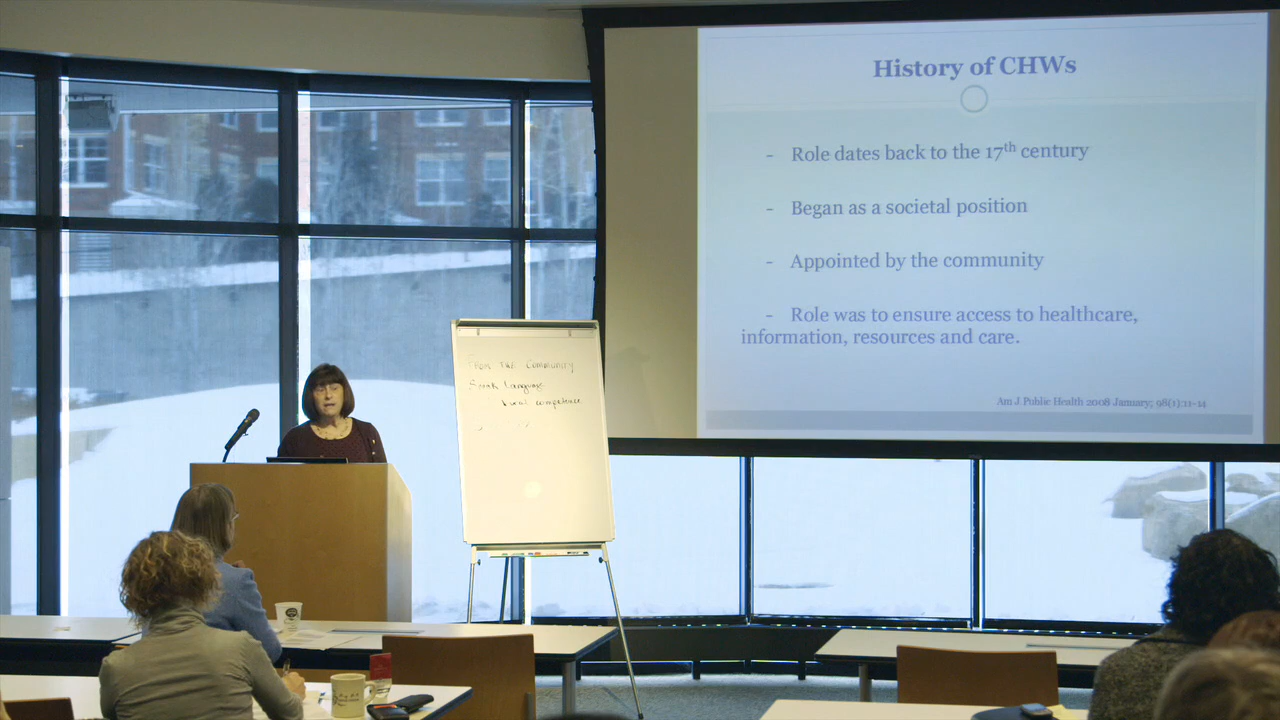 History of CHWs
- Role dates back to the 17th century
- Began as a societal position
- Appointed by the community
- Role was to ensure access to healthcare,
information, resources and care.
Am J Public Health 2008 January; 98(1):11-14
From the Community
Speak Language
competence